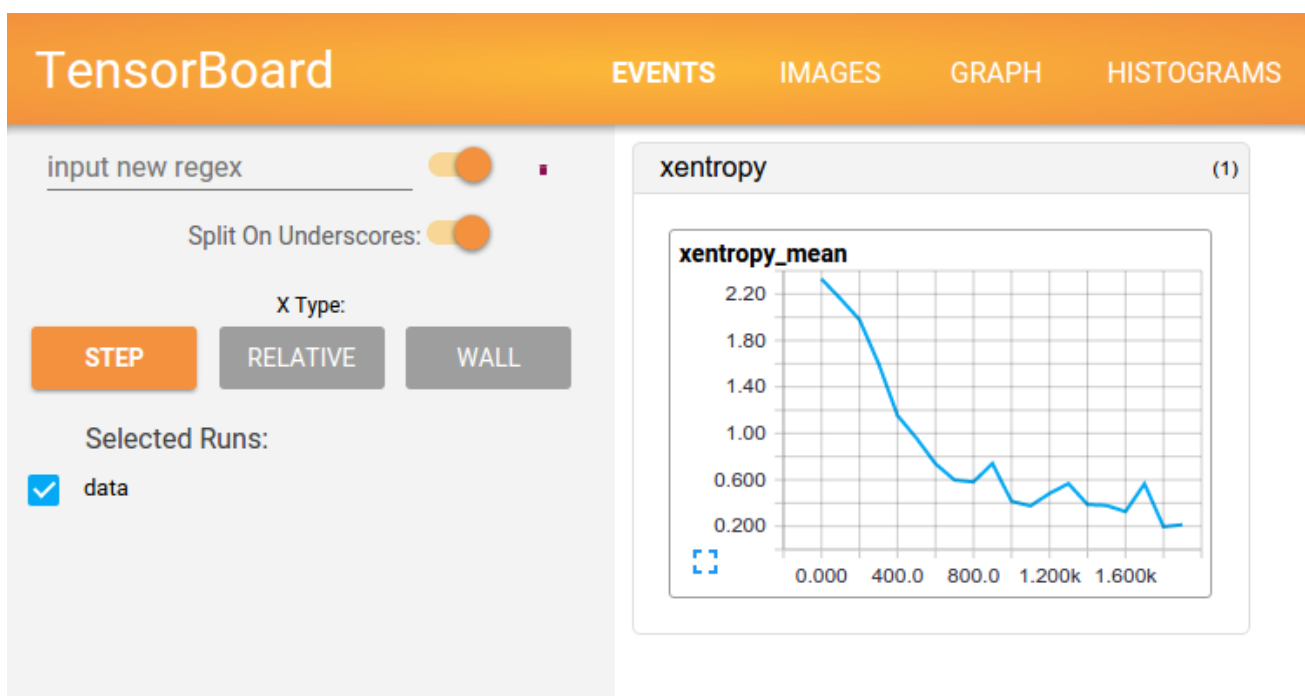 TensorBoard
EVENTS IMAGES GRAPH HISTOGRAMS
input new regex
Split On Underscores:
X Type:
STEP RELATIVE WALL
Selected Runs:
data
xentropy (1)
xentropy_mean
2.20
1.80
1.40
1.00
0.600
0.200
0.000 400.0 800.0 1.200k 1.600k